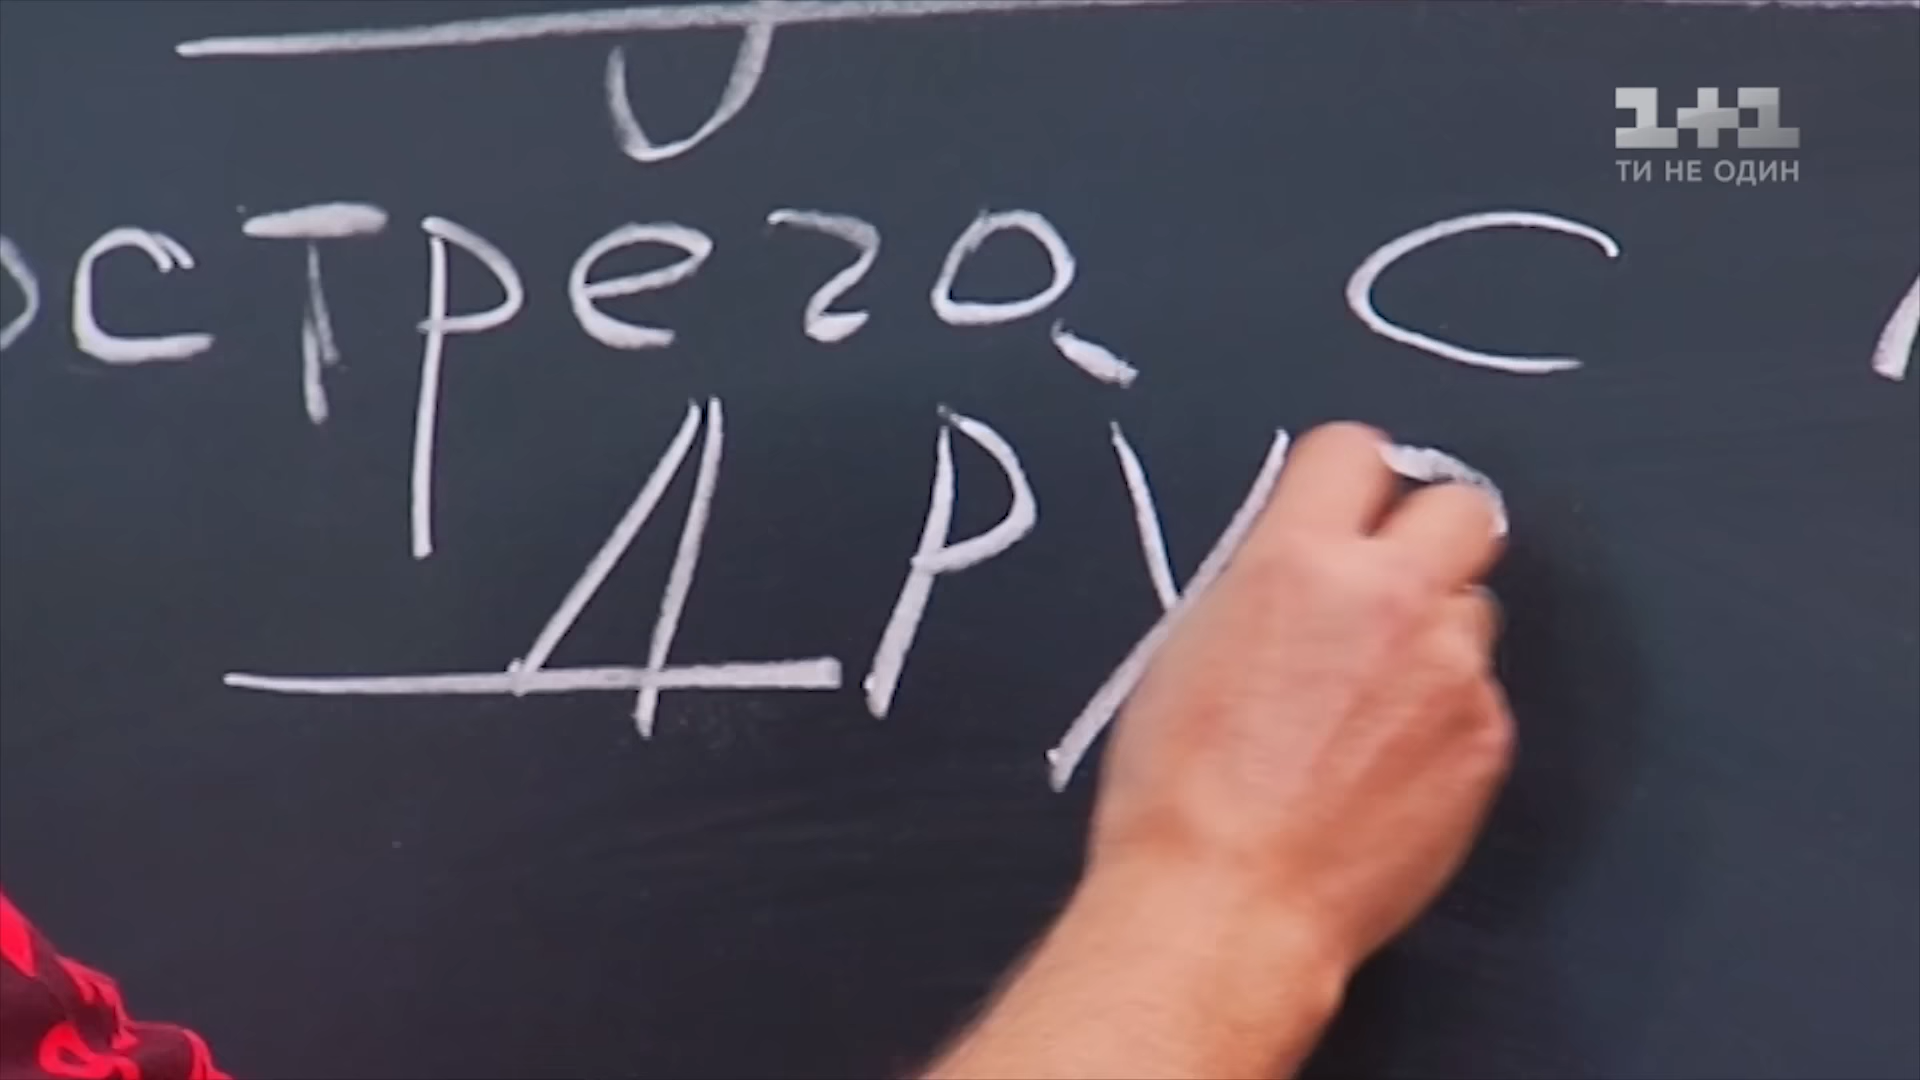 1+1
ТИ НЕ ОДИН
острего, с
ДРУ